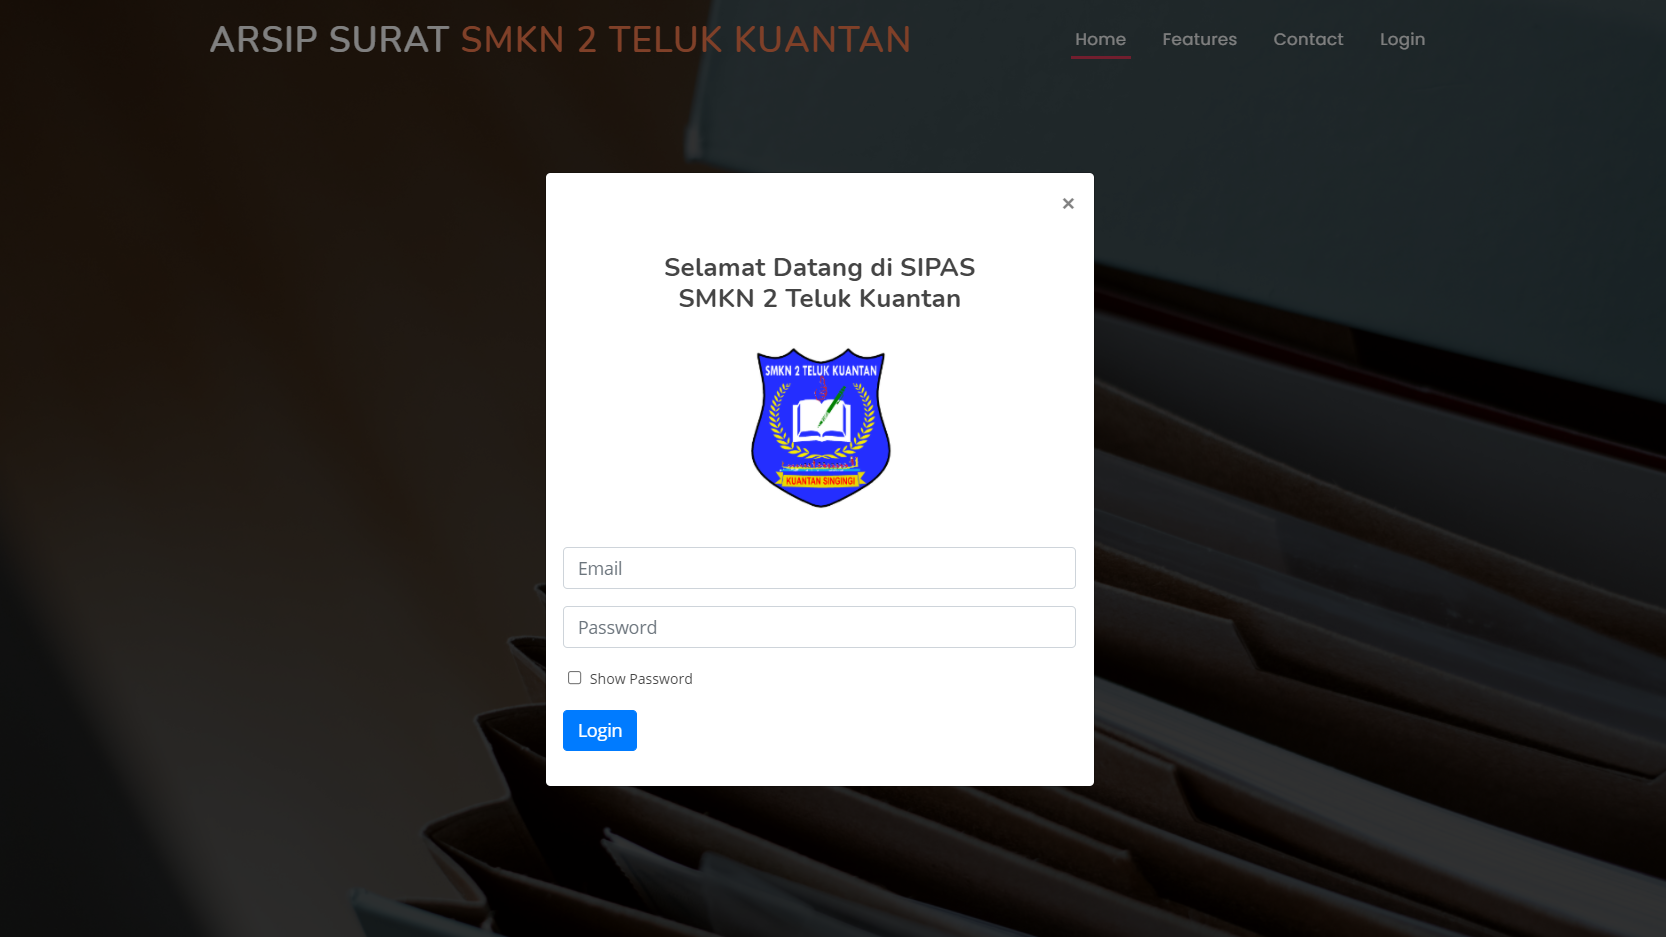 ARSIP SURAT SMKN 2 TELUK KUANTAN
Home Features Contact Login
×
Selamat Datang di SIPAS
SMKN 2 Teluk Kuantan
SMKN 2 TELUK KUANTAN
KUANTAN SINGINGI
Email
Password
Show Password
Login